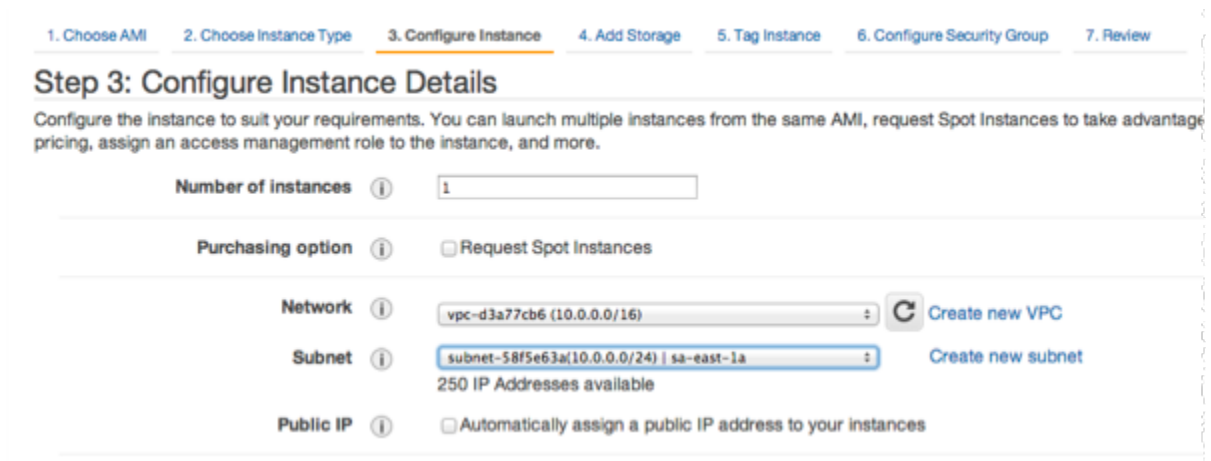 1. Choose AMI 2. Choose Instance Type 3. Configure Instance 4. Add Storage 5. Tag Instance 6. Configure Security Group 7. Review
Step 3: Configure Instance Details
Configure the instance to suit your requirements. You can launch multiple instances from the same AMI, request Spot Instances to take advantage
pricing, assign an access management role to the instance, and more.
Number of instances 1
Purchasing option Request Spot Instances
Network vpc-d3a77cb6 (10.0.0.0/16) Create new VPC
Subnet subnet-58f5e63a(10.0.0.0/24) | sa-east-1a Create new subnet
250 IP Addresses available
Public IP Automatically assign a public IP address to your instances